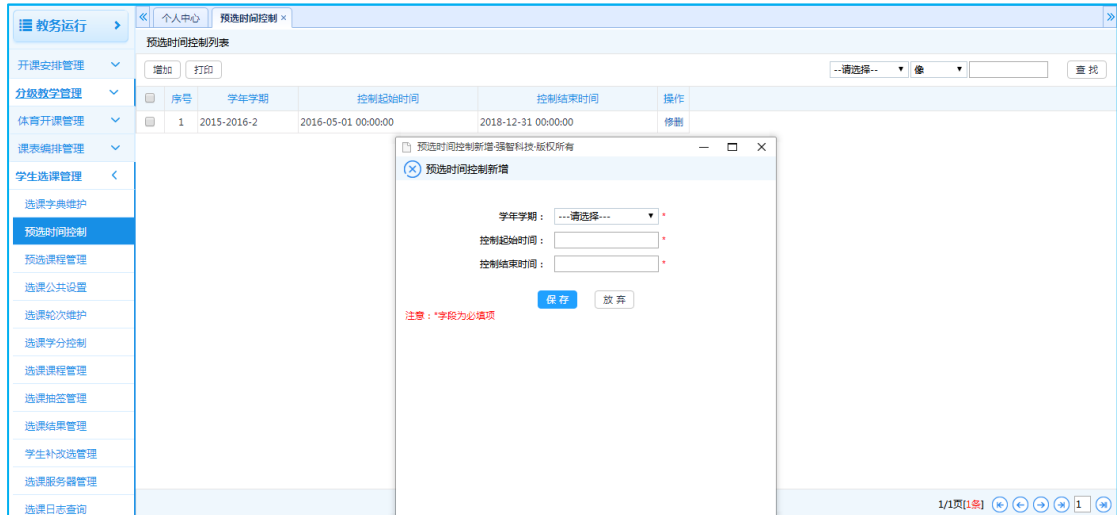 教务运行
个人中心 预选时间控制 ×
预选时间控制列表
增加 打印 --请选择-- 像 查 找
序号 学年学期 控制起始时间 控制结束时间 操作
1 2015-2016-2 2016-05-01 00:00:00 2018-12-31 00:00:00 修删
开课安排管理
分级教学管理
体育开课管理
课表编排管理
学生选课管理
选课字典维护
预选时间控制
预选课程管理
选课公共设置
选课轮次维护
选课学分控制
选课课程管理
选课抽签管理
选课结果管理
学生补改选管理
选课服务器管理
选课日志查询
预选时间控制新增-强智科技-版权所有
预选时间控制新增
学年学期： ---请选择--- *
控制起始时间： *
控制结束时间： *
保 存 放 弃
注意：*字段为必填项
1/1页[1条] 1